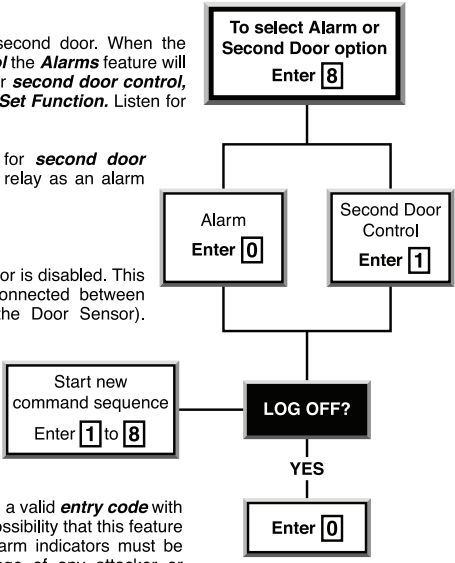 second door. When the
the Alarms feature will
second door control,
Set Function. Listen for
for second door
relay as an alarm
or is disabled. This
onnected between
the Door Sensor).
a valid entry code with
ossibility that this feature
arm indicators must be
of any attacker or
To select Alarm or
Second Door option
Enter 8
Alarm
Enter 0
Second Door
Control
Enter 1
Start new
command sequence
Enter 1 to 8
LOG OFF?
YES
Enter 0